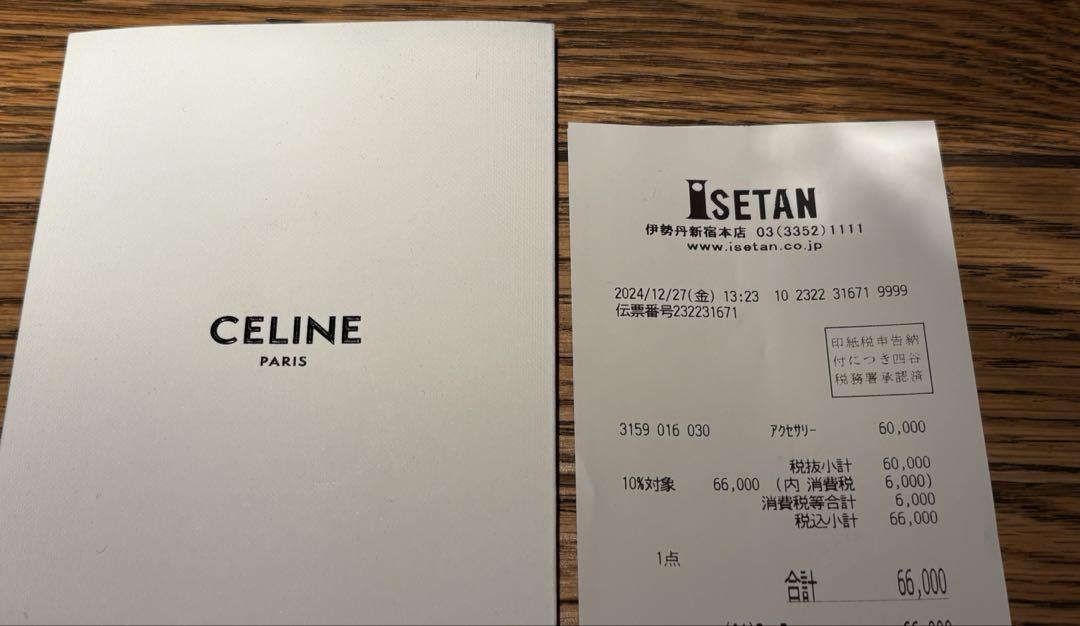 CELINE
PARIS
ISETAN
伊勢丹新宿本店 03(3352)1111
www.isetan.co.jp
2024/12/27(金) 13:23 10 2322 31671 9999
伝票番号232231671
印紙税申告納
付につき四谷
税務署承認済
3159 016 030 アクセサリー 60,000
税抜小計 60,000
10%対象 66,000 (内 消費税 6,000)
消費税等合計 6,000
税込小計 66,000
1点
合計 66,000